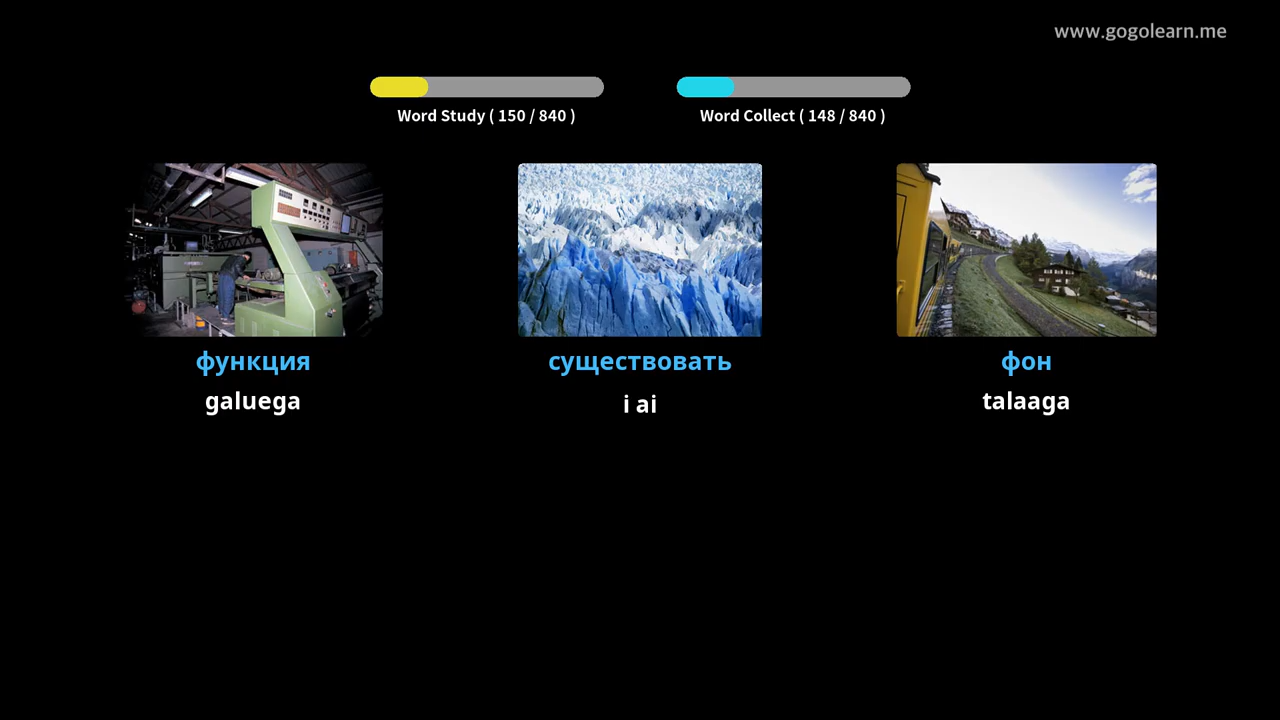 www.gogolearn.me
Word Study ( 150 / 840 )
Word Collect ( 148 / 840 )
функция
существовать
фон
galuega
i ai
talaaga